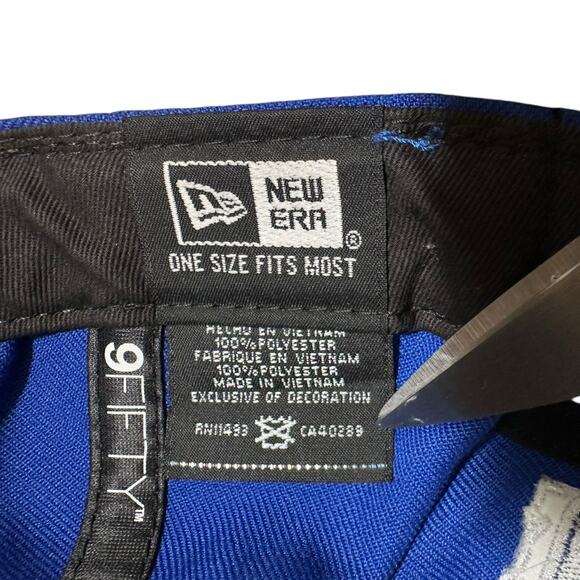 NEW
ERA®
ONE SIZE FITS MOST
HECHO EN VIETNAM
100%POLYESTER
FABRIQUE EN VIETNAM
100%POLYESTER
MADE IN VIETNAM
EXCLUSIVE OF DECORATION
RN11493 CA40289
9FIFTY™